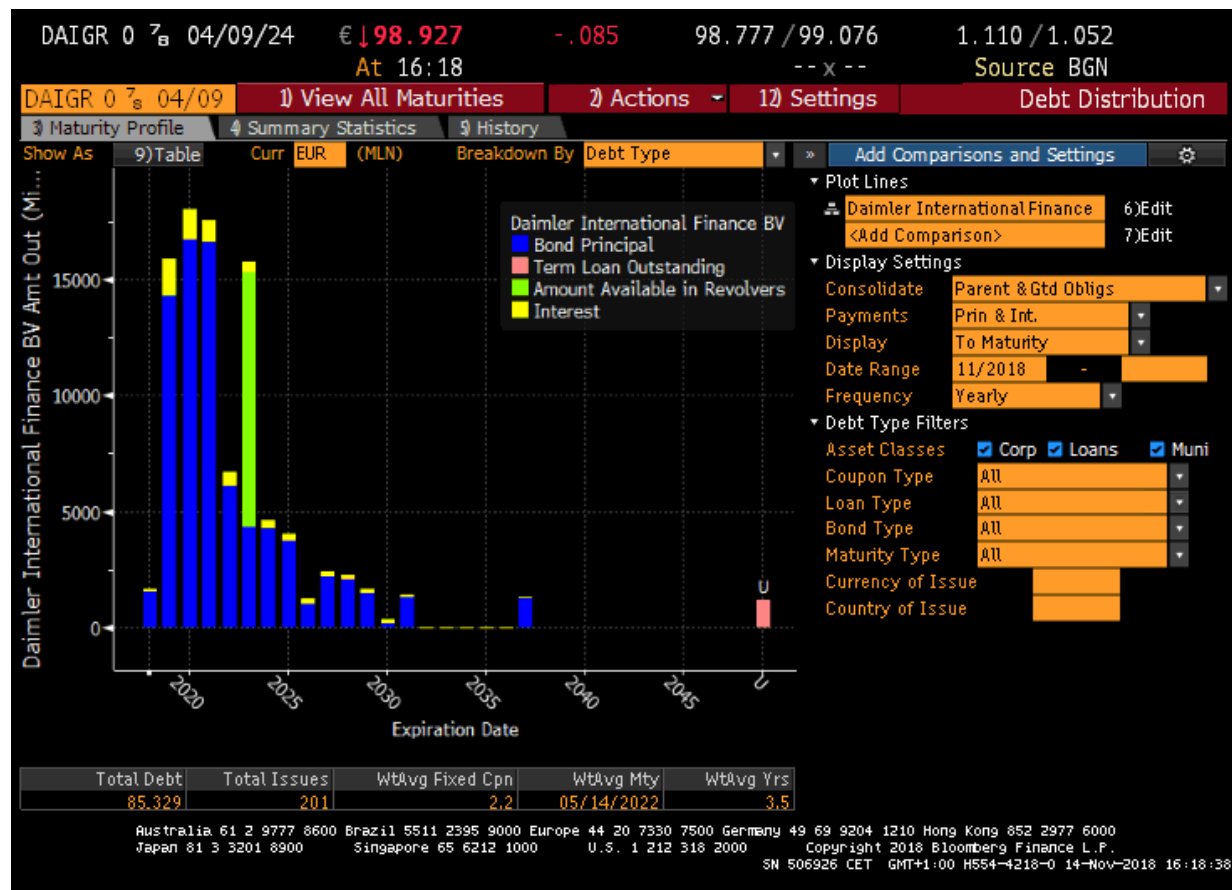 DAIGR 0 ⅞ 04/09/24 €↓98.927 -.085 98.777 / 99.076 1.110 / 1.052
At 16:18 -- x -- Source BGN
DAIGR 0 ⅞ 04/09 1) View All Maturities 2) Actions 12) Settings Debt Distribution
3) Maturity Profile 4) Summary Statistics 5) History
Show As 9)Table Curr EUR (MLN) Breakdown By Debt Type » Add Comparisons and Settings
Plot Lines
Daimler International Finance 6)Edit
<Add Comparison> 7)Edit
Display Settings
Consolidate Parent & Gtd Obligs
Payments Prin & Int.
Display To Maturity
Date Range 11/2018 -
Frequency Yearly
Debt Type Filters
Asset Classes Corp Loans Muni
Coupon Type All
Loan Type All
Bond Type All
Maturity Type All
Currency of Issue
Country of Issue
Daimler International Finance BV Amt Out (Mi...
Daimler International Finance BV
Bond Principal
Term Loan Outstanding
Amount Available in Revolvers
Interest
15000
10000
5000
0
U
2020 2025 2030 2035 2040 2045 U
Expiration Date
Total Debt Total Issues WtAvg Fixed Cpn WtAvg Mty WtAvg Yrs
85,329 201 2.2 05/14/2022 3.5
Australia 61 2 9777 8600 Brazil 5511 2395 9000 Europe 44 20 7330 7500 Germany 49 69 9204 1210 Hong Kong 852 2977 6000
Japan 81 3 3201 8900 Singapore 65 6212 1000 U.S. 1 212 318 2000 Copyright 2018 Bloomberg Finance L.P.
SN 506926 CET GMT+1:00 H554-4218-0 14-Nov-2018 16:18:38